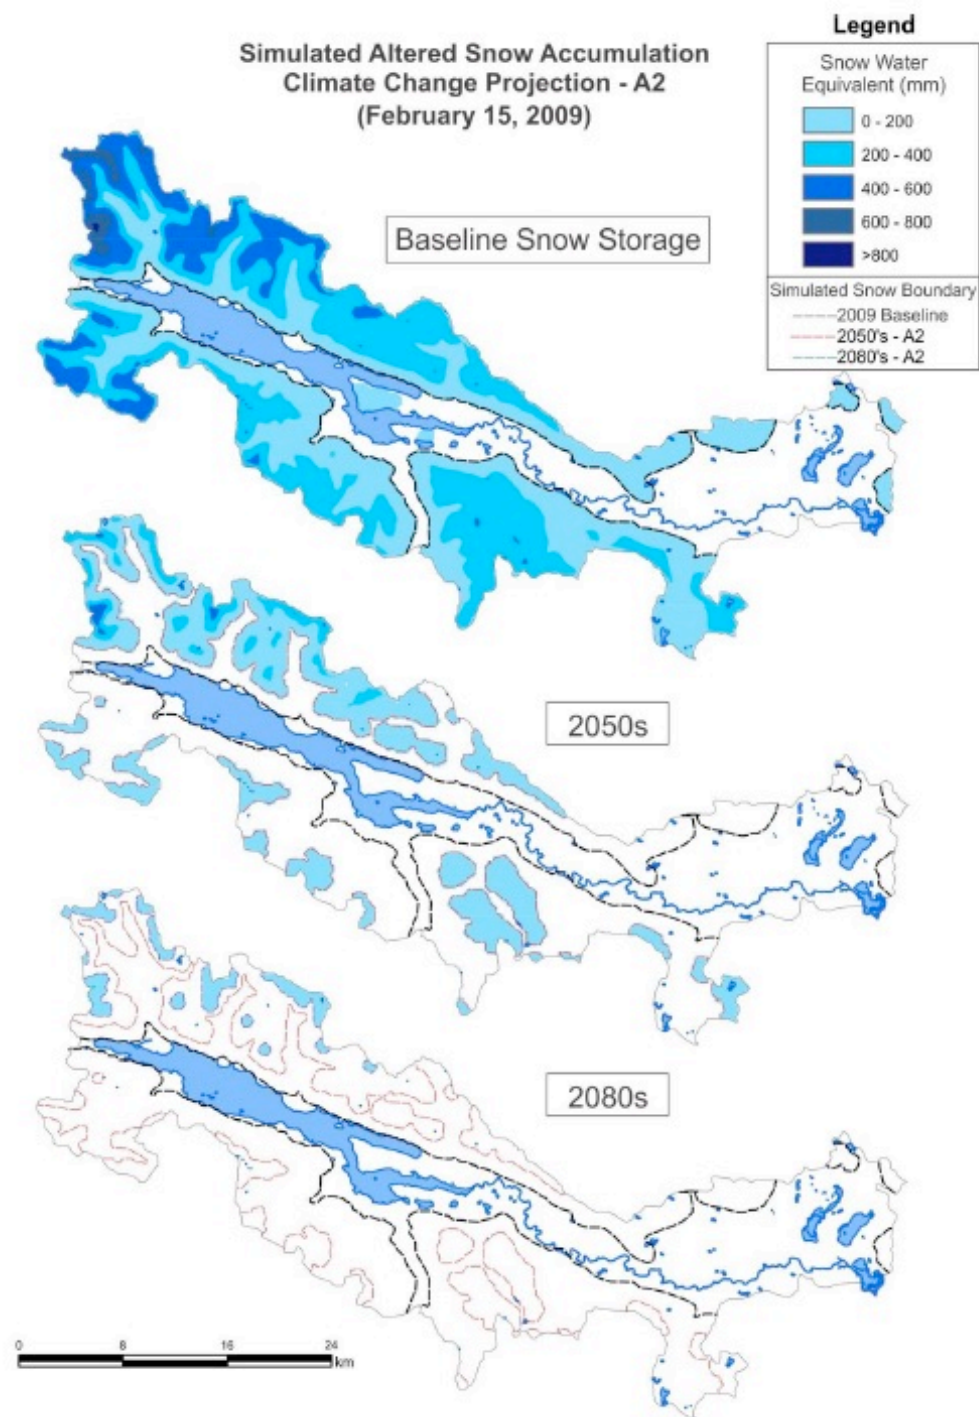 Simulated Altered Snow Accumulation
Climate Change Projection - A2
(February 15, 2009)
Legend
Snow Water
Equivalent (mm)
0 - 200
200 - 400
400 - 600
600 - 800
>800
Simulated Snow Boundary
2009 Baseline
2050's - A2
2080's - A2
Baseline Snow Storage
2050s
2080s
0 8 16 24
km